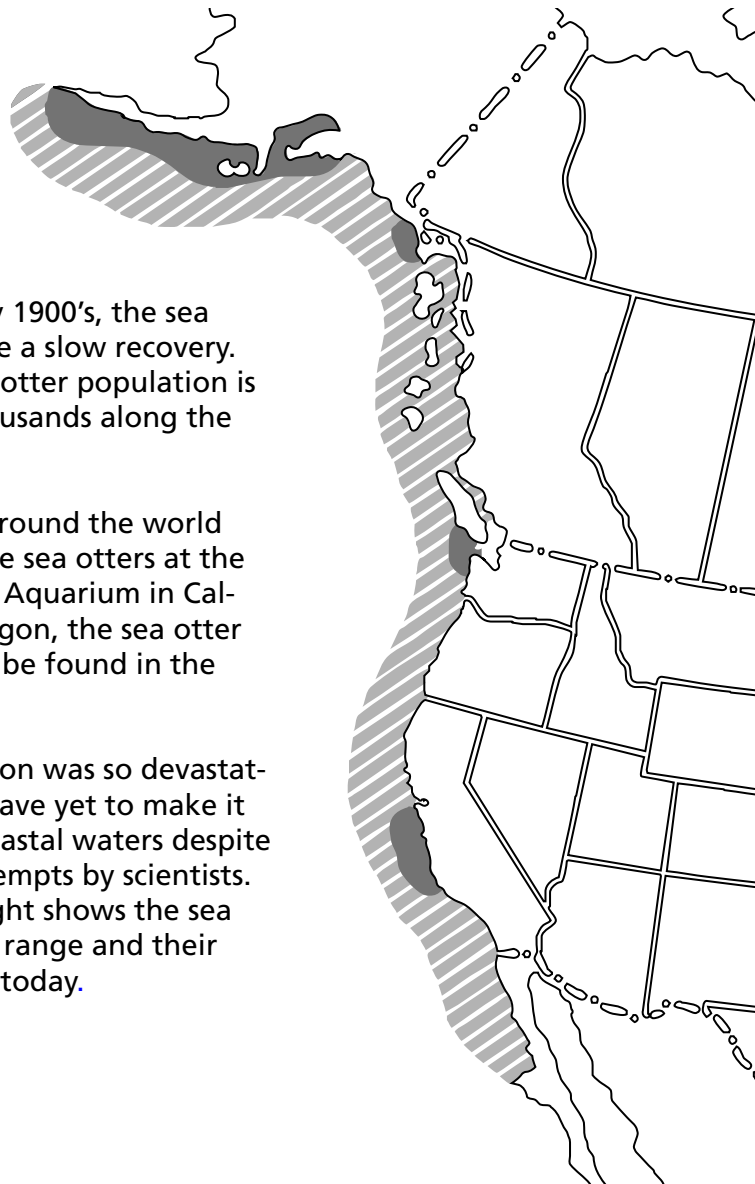 y 1900’s, the sea
e a slow recovery.
otter population is
usands along the
round the world
e sea otters at the
Aquarium in Cal-
gon, the sea otter
be found in the
on was so devastat-
ave yet to make it
astal waters despite
empts by scientists.
ght shows the sea
range and their
today.